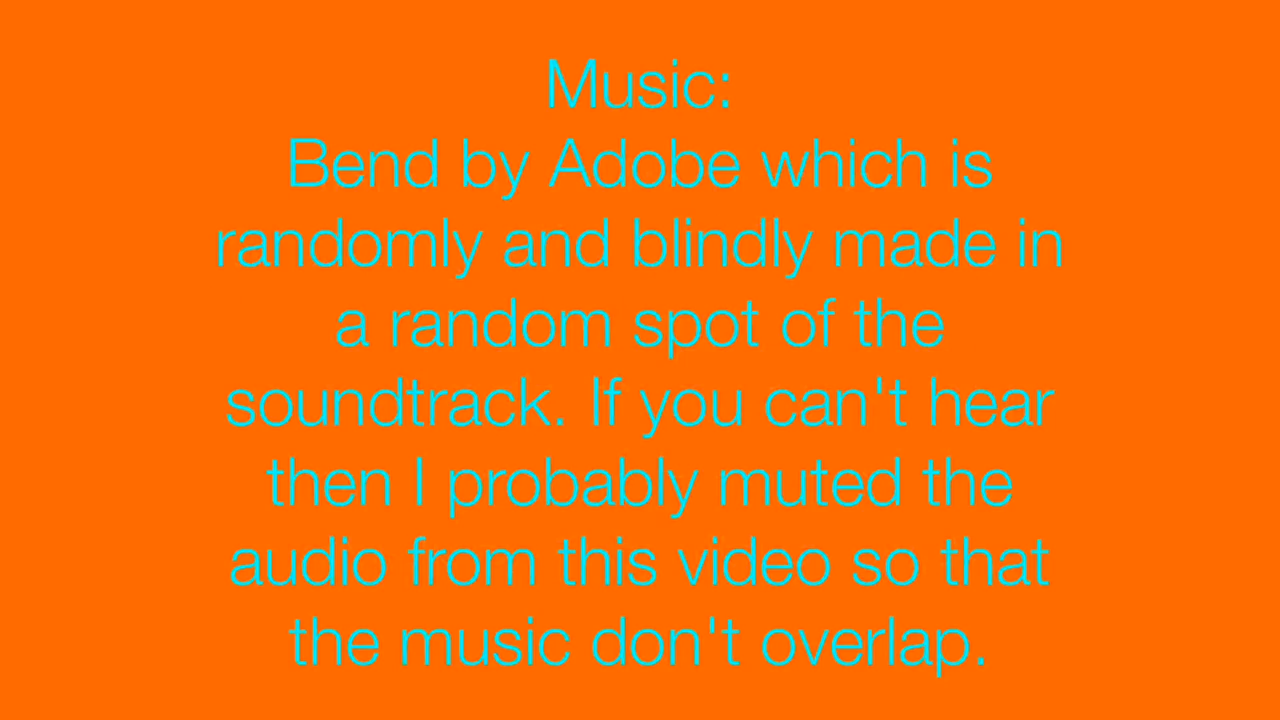 Music:
Bend by Adobe which is
randomly and blindly made in
a random spot of the
soundtrack. If you can't hear
then I probably muted the
audio from this video so that
the music don't overlap.